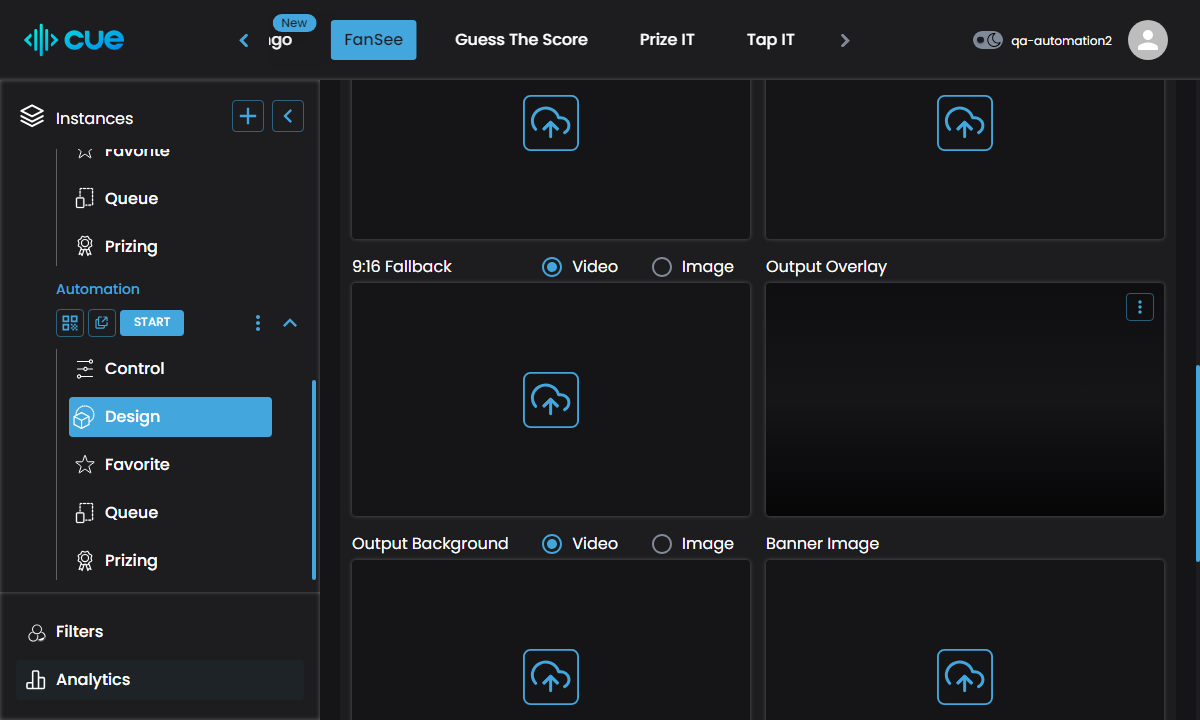 cue
New
ngo
FanSee
Guess The Score
Prize IT
Tap IT
qa-automation2
Instances
Favorite
Queue
Prizing
Automation
START
Control
Design
Favorite
Queue
Prizing
Filters
Analytics
9:16 Fallback
Video
Image
Output Overlay
Output Background
Video
Image
Banner Image